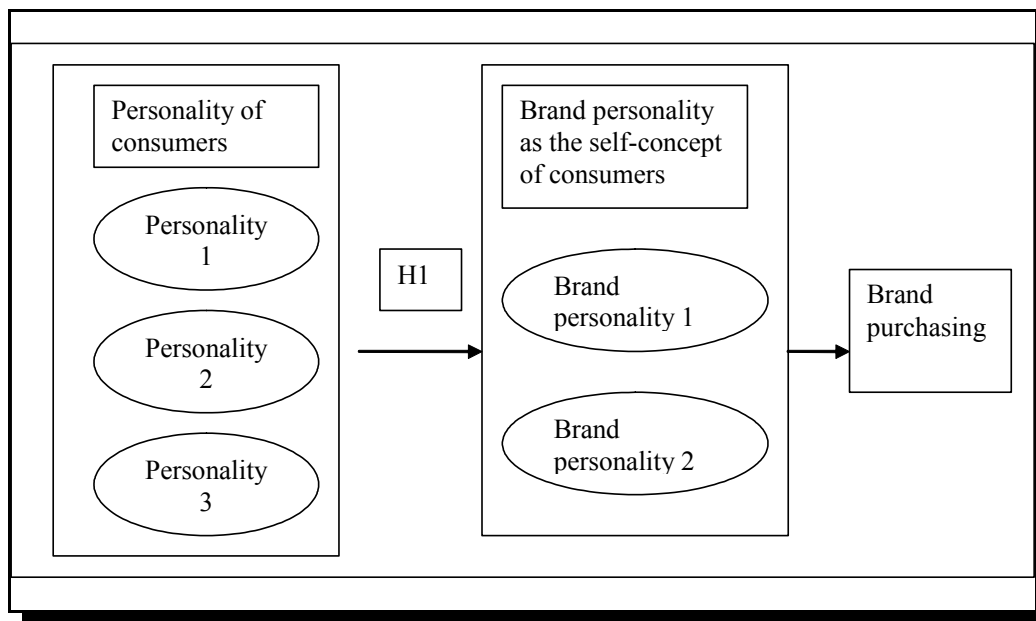 Personality of
consumers
Personality
1
Personality
2
Personality
3
H1
Brand personality
as the self-concept
of consumers
Brand
personality 1
Brand
personality 2
Brand
purchasing